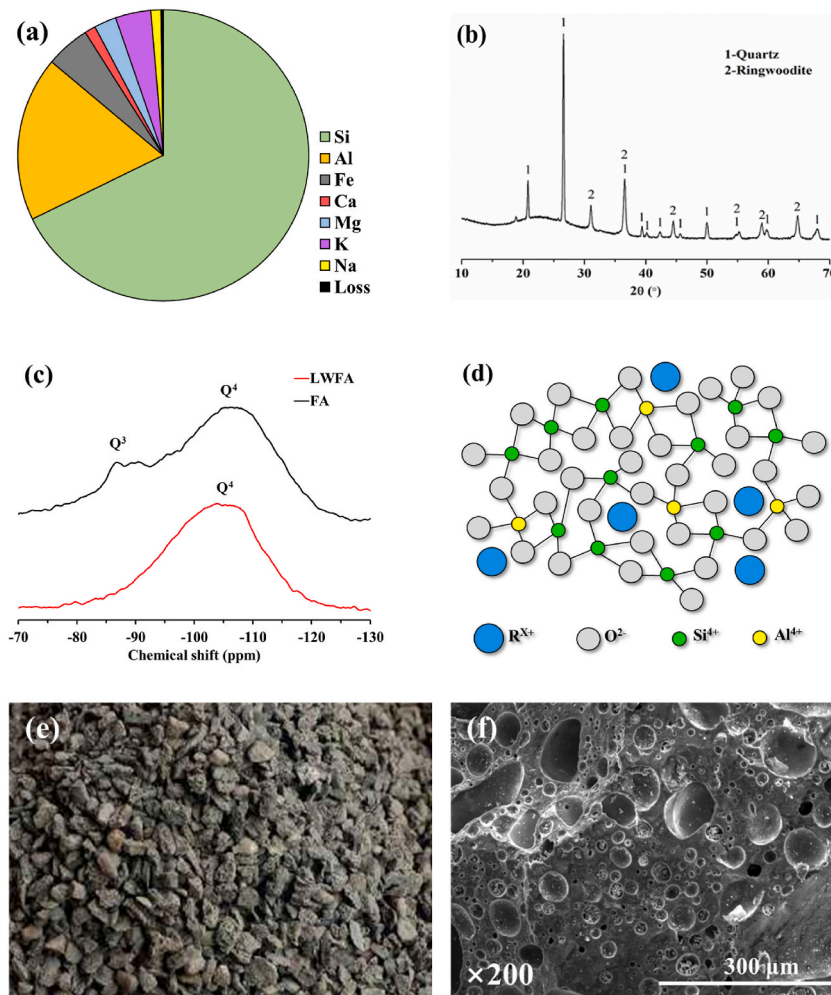 (a)
Si
Al
Fe
Ca
Mg
K
Na
Loss
(b)
1-Quartz
2-Ringwoodite
1
1
2
2
1
1
1
1
2
1
1
2
1
2
1
2
1
10 20 30 40 50 60 70
2θ (°)
(c)
LWFA
FA
Q⁴
Q³
Q⁴
-70 -80 -90 -100 -110 -120 -130
Chemical shift (ppm)
(d)
Rˣ⁺ O²⁻ Si⁴⁺ Al⁴⁺
(e)
(f)
×200
300 μm